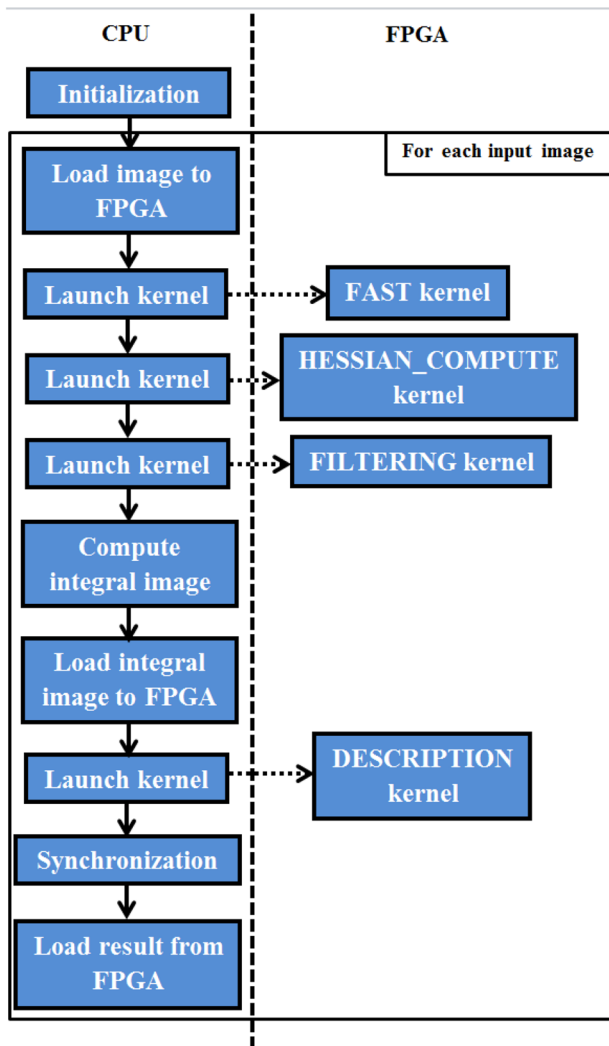 CPU
FPGA
Initialization
For each input image
Load image to
FPGA
Launch kernel
FAST kernel
Launch kernel
HESSIAN_COMPUTE
kernel
Launch kernel
FILTERING kernel
Compute
integral image
Load integral
image to FPGA
Launch kernel
DESCRIPTION
kernel
Synchronization
Load result from
FPGA